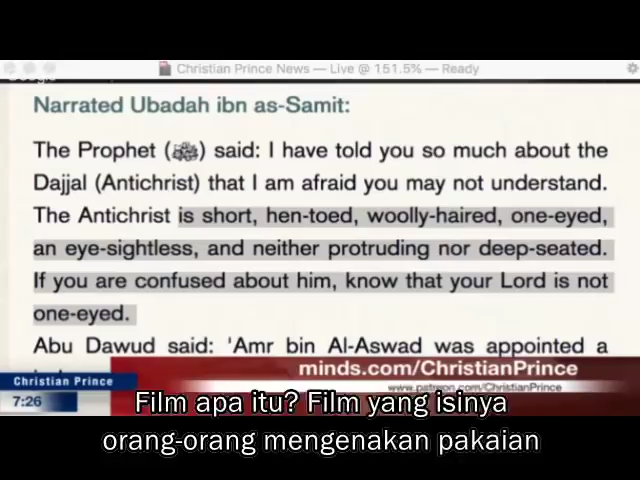 Christian Prince News — Live @ 151.5% — Ready
Narrated Ubadah ibn as-Samit:
The Prophet (ﷺ) said: I have told you so much about the
Dajjal (Antichrist) that I am afraid you may not understand.
The Antichrist is short, hen-toed, woolly-haired, one-eyed,
an eye-sightless, and neither protruding nor deep-seated.
If you are confused about him, know that your Lord is not
one-eyed.
Abu Dawud said: 'Amr bin Al-Aswad was appointed a
minds.com/ChristianPrince
Christian Prince
www.patreon.com/ChristianPrince
7:26
Film apa itu? Film yang isinya
orang-orang mengenakan pakaian